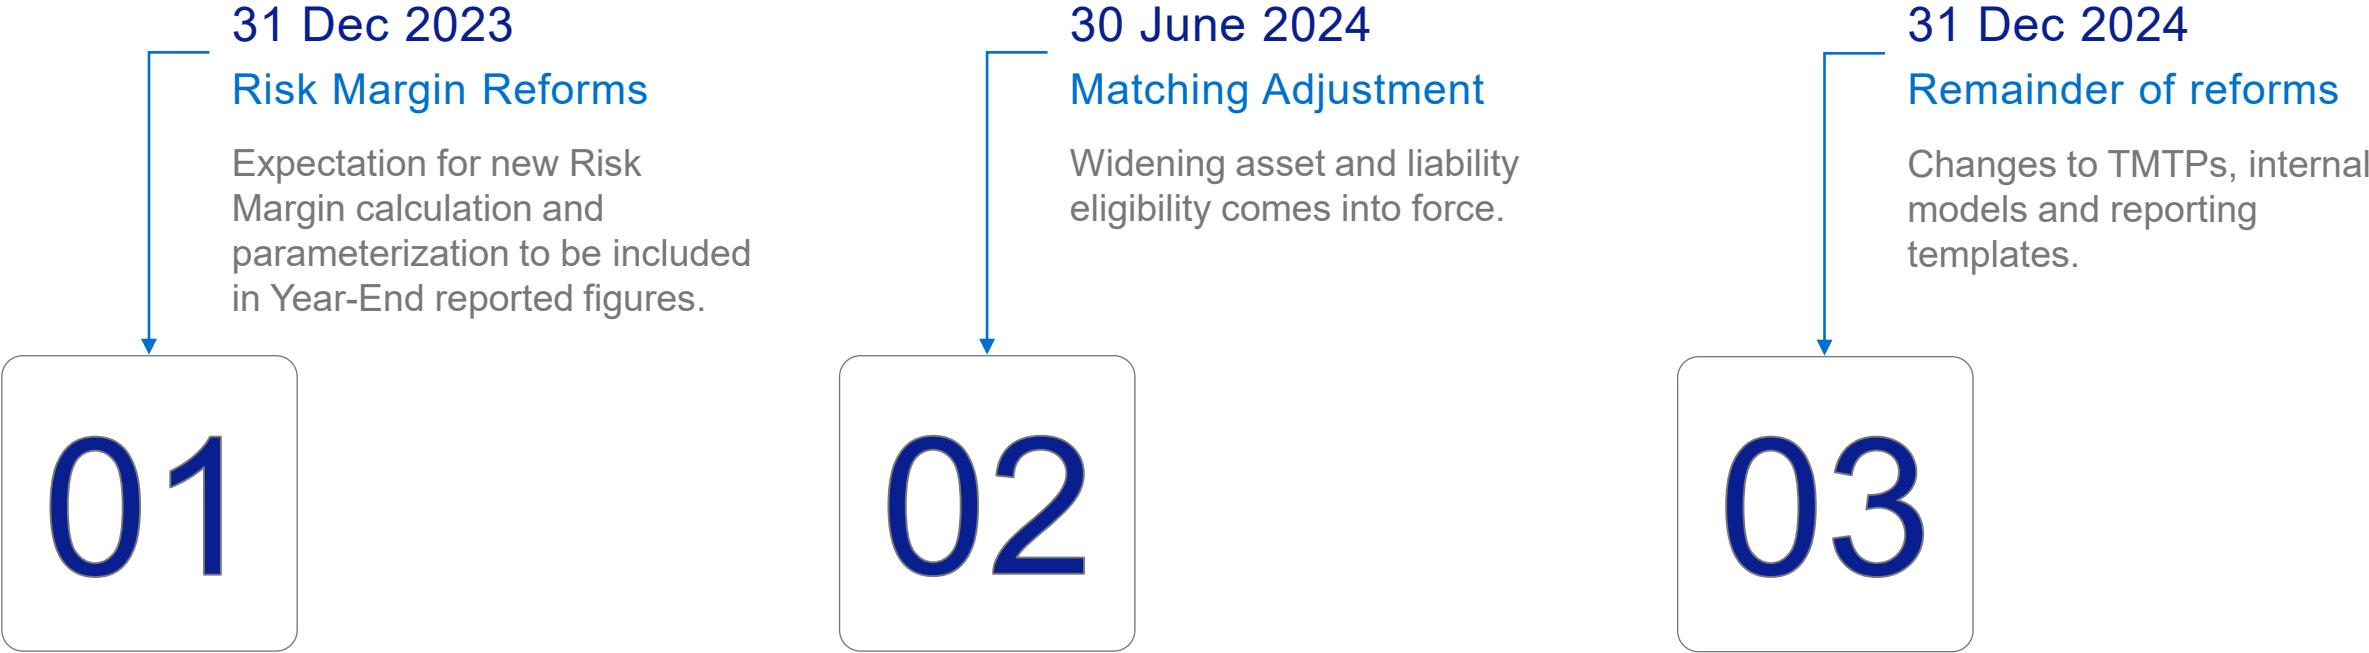 31 Dec 2023
Risk Margin Reforms
Expectation for new Risk
Margin calculation and
parameterization to be included
in Year-End reported figures.
01
30 June 2024
Matching Adjustment
Widening asset and liability
eligibility comes into force.
02
31 Dec 2024
Remainder of reforms
Changes to TMTPs, internal
models and reporting
templates.
03